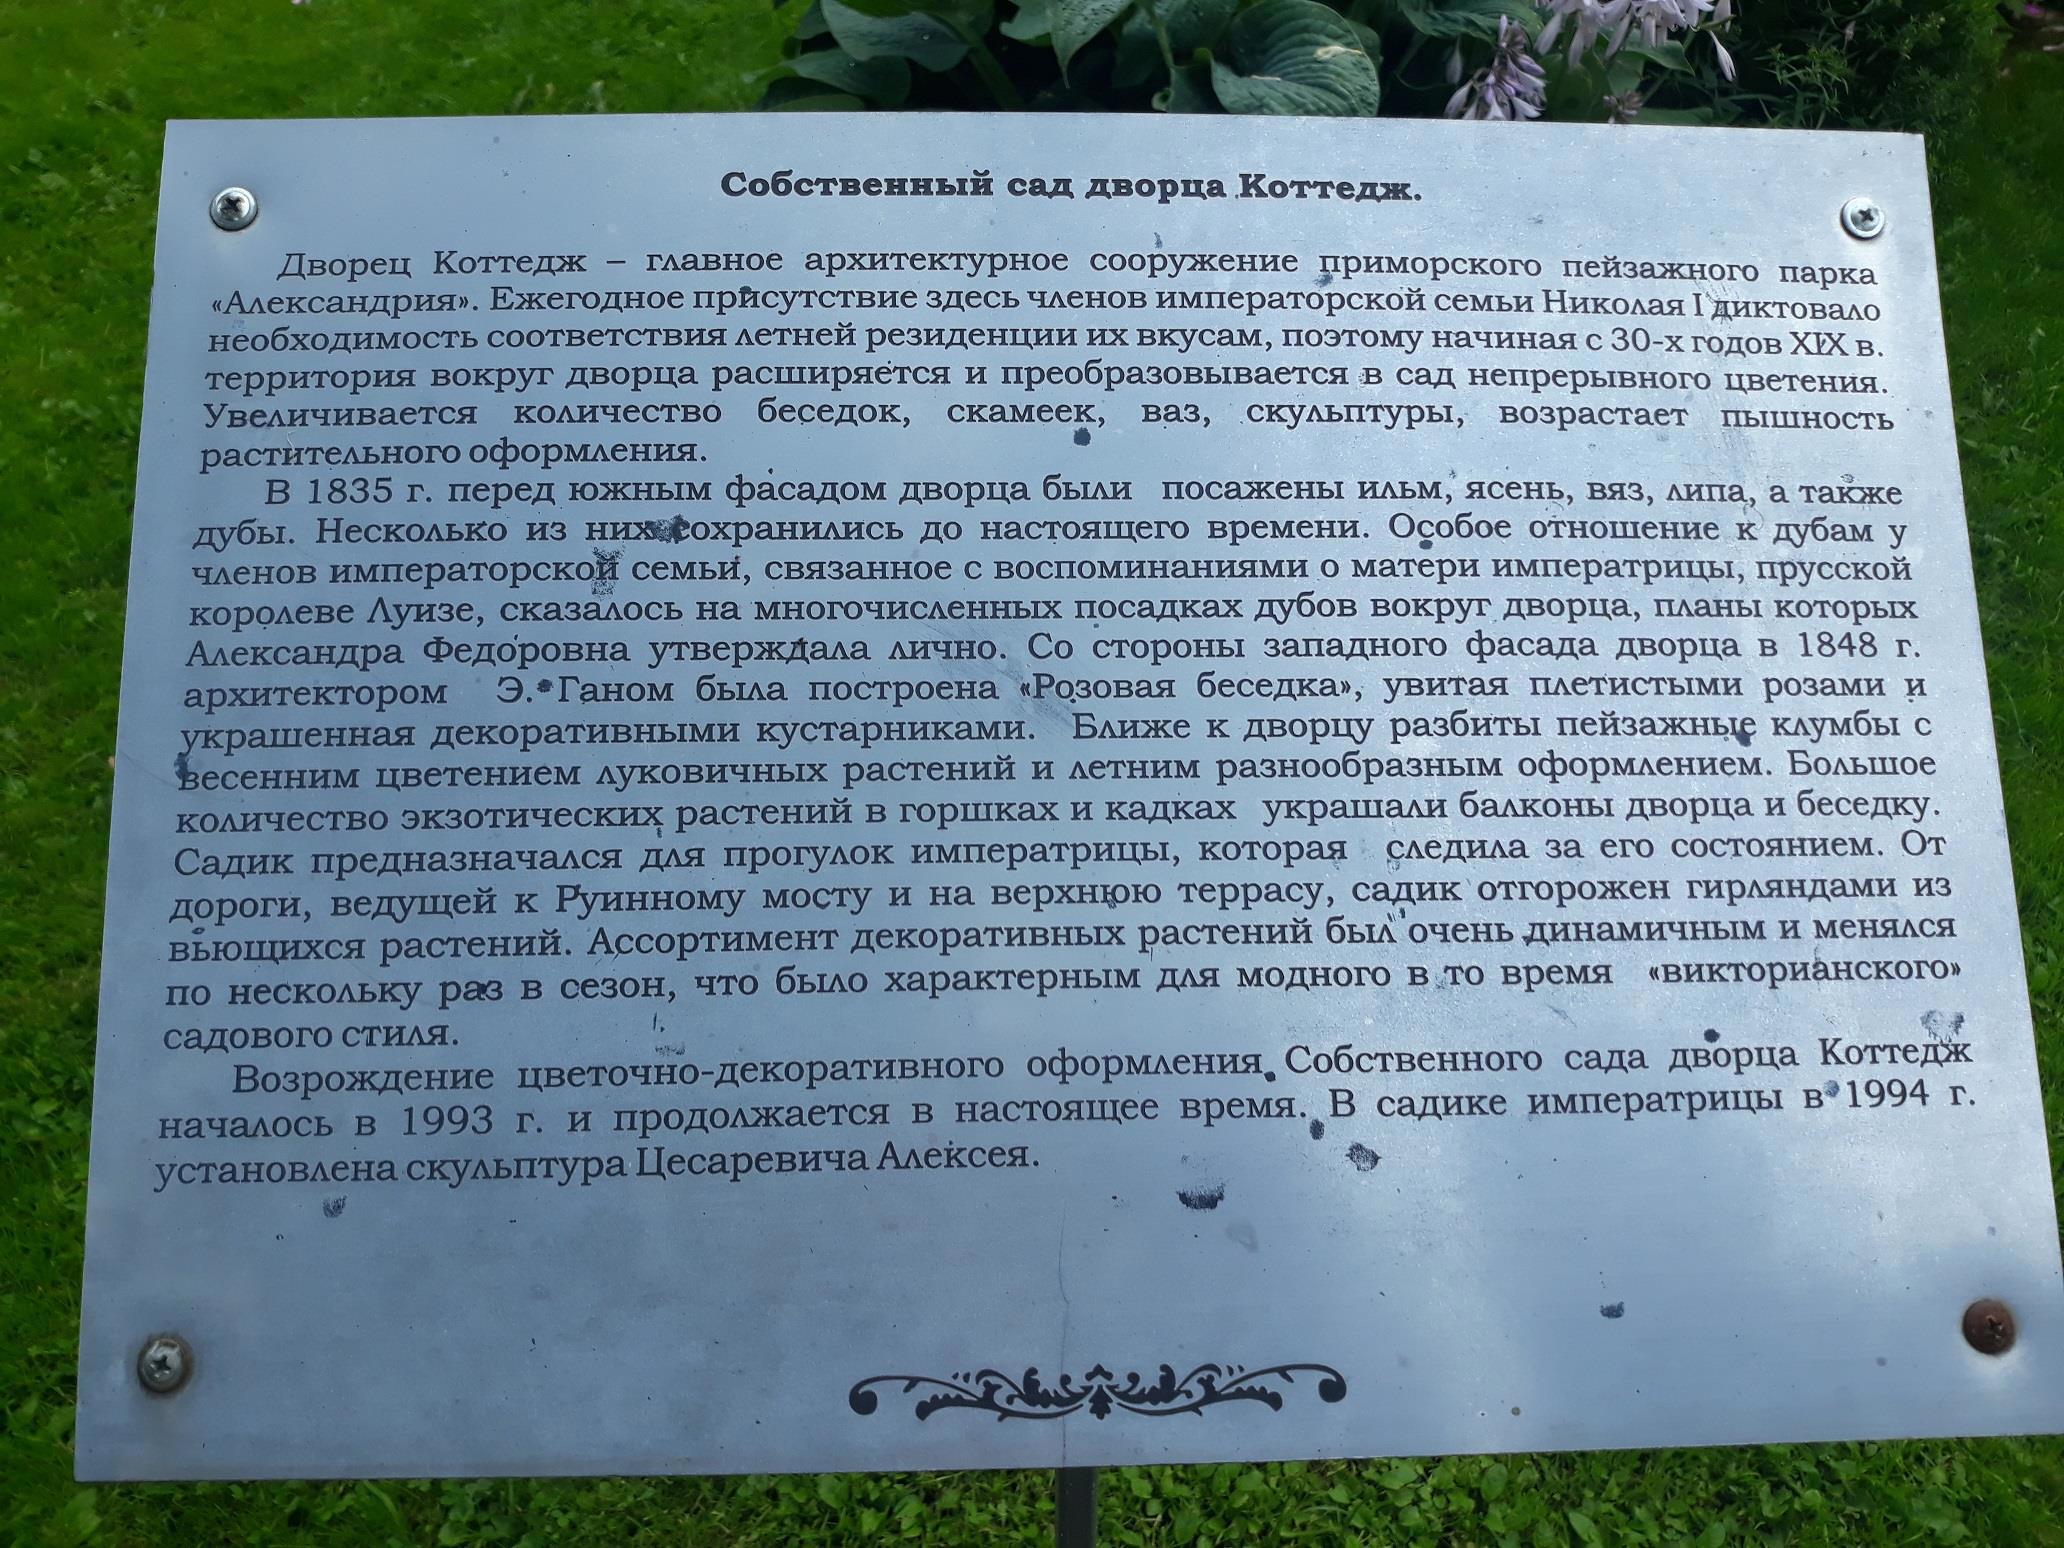 Собственный сад дворца Коттедж.
Дворец Коттедж – главное архитектурное сооружение приморского пейзажного парка
«Александрия». Ежегодное присутствие здесь членов императорской семьи Николая I диктовало
необходимость соответствия летней резиденции их вкусам, поэтому начиная с 30-х годов XIX в.
территория вокруг дворца расширяется и преобразовывается в сад непрерывного цветения.
Увеличивается количество беседок, скамеек, ваз, скульптуры, возрастает пышность
растительного оформления.
В 1835 г. перед южным фасадом дворца были посажены ильм, ясень, вяз, липа, а также
дубы. Несколько из них сохранились до настоящего времени. Особое отношение к дубам у
членов императорской семьи, связанное с воспоминаниями о матери императрицы, прусской
королеве Луизе, сказалось на многочисленных посадках дубов вокруг дворца, планы которых
Александра Федоровна утверждала лично. Со стороны западного фасада дворца в 1848 г.
архитектором Э. Ганом была построена «Розовая беседка», увитая плетистыми розами и
украшенная декоративными кустарниками. Ближе к дворцу разбиты пейзажные клумбы с
весенним цветением луковичных растений и летним разнообразным оформлением. Большое
количество экзотических растений в горшках и кадках украшали балконы дворца и беседку.
Садик предназначался для прогулок императрицы, которая следила за его состоянием. От
дороги, ведущей к Руинному мосту и на верхнюю террасу, садик отгорожен гирляндами из
вьющихся растений. Ассортимент декоративных растений был очень динамичным и менялся
по нескольку раз в сезон, что было характерным для модного в то время «викторианского»
садового стиля.
Возрождение цветочно-декоративного оформления Собственного сада дворца Коттедж
началось в 1993 г. и продолжается в настоящее время. В садике императрицы в 1994 г.
установлена скульптура Цесаревича Алексея.